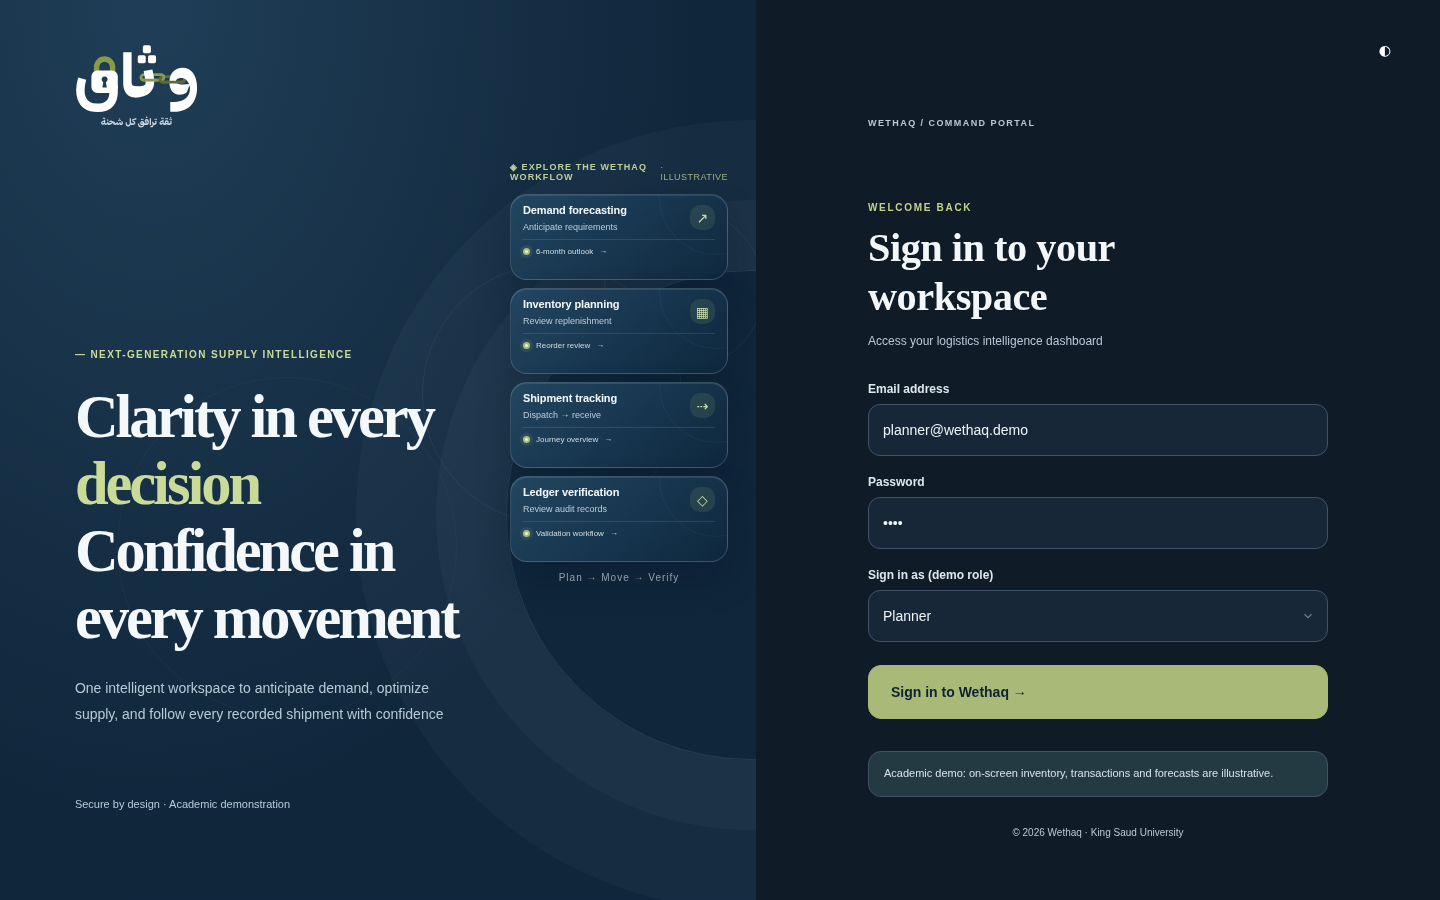 وثاق
ثقة ترافق كل شحنة
— NEXT-GENERATION SUPPLY INTELLIGENCE
Clarity in every
decision
Confidence in
every movement
One intelligent workspace to anticipate demand, optimize
supply, and follow every recorded shipment with confidence
Secure by design · Academic demonstration
◈ EXPLORE THE WETHAQ WORKFLOW
· ILLUSTRATIVE
Demand forecasting
Anticipate requirements
6-month outlook →
Inventory planning
Review replenishment
Reorder review →
Shipment tracking
Dispatch → receive
Journey overview →
Ledger verification
Review audit records
Validation workflow →
Plan → Move → Verify
WETHAQ / COMMAND PORTAL
WELCOME BACK
Sign in to your
workspace
Access your logistics intelligence dashboard
Email address
planner@wethaq.demo
Password
••••
Sign in as (demo role)
Planner
Sign in to Wethaq →
Academic demo: on-screen inventory, transactions and forecasts are illustrative.
© 2026 Wethaq · King Saud University